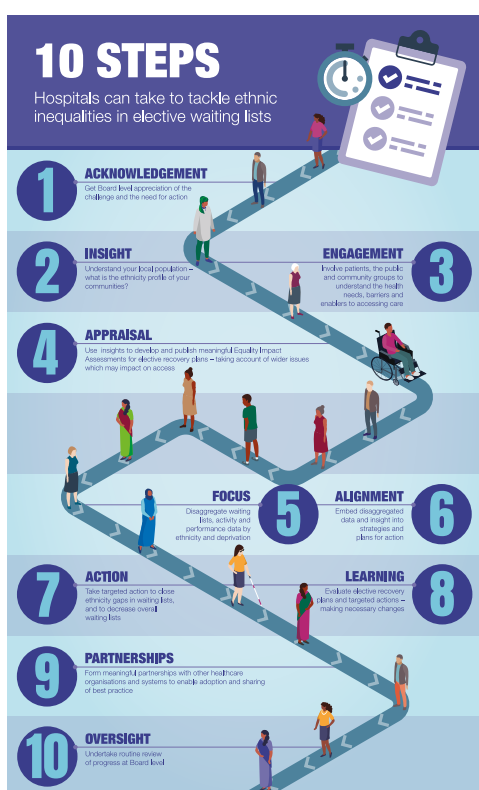 10 STEPS
Hospitals can take to tackle ethnic
inequalities in elective waiting lists
1
ACKNOWLEDGEMENT
Get Board level appreciation of the
challenge and the need for action
2
INSIGHT
Understand your local population –
what is the ethnicity profile of your
communities?
ENGAGEMENT
3
Involve patients, the public
and community groups to
understand the health
needs, barriers and
enablers to accessing care
4
APPRAISAL
Use insights to develop and publish meaningful Equality Impact
Assessments for elective recovery plans – taking account of wider issues
which may impact on access
FOCUS
5
Disaggregate waiting
lists, activity and
performance data by
ethnicity and deprivation
ALIGNMENT
6
Embed disaggregated
data and insight into
strategies and
plans for action
7
ACTION
Take targeted action to close
ethnicity gaps in waiting lists,
and to decrease overall
waiting lists
LEARNING
8
Evaluate elective recovery
plans and targeted actions –
making necessary changes
9
PARTNERSHIPS
Form meaningful partnerships with other healthcare
organisations and systems to enable adoption and sharing
of best practice
10
OVERSIGHT
Undertake routine review
of progress at Board level